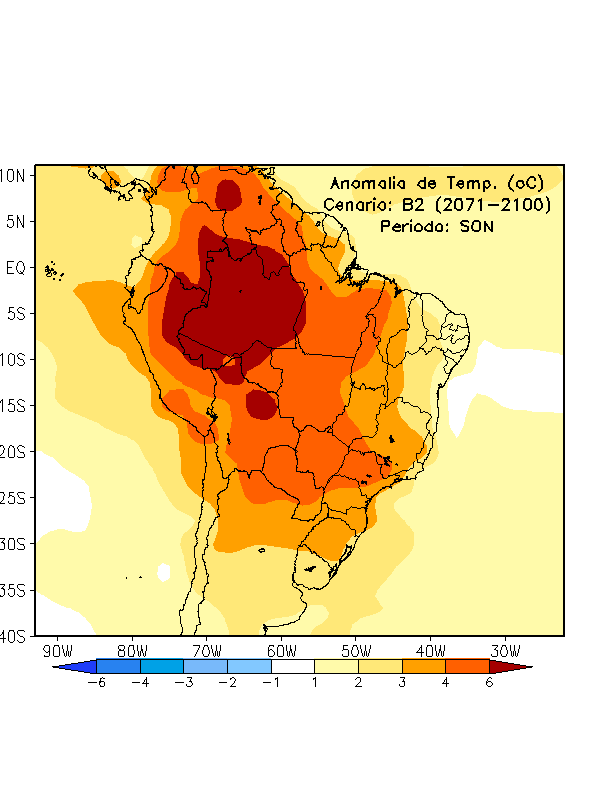 Anomalia de Temp. (oC)
Cenario: B2 (2071-2100)
Periodo: SON
10N
5N
EQ
5S
10S
15S
20S
25S
30S
35S
40S
90W 80W 70W 60W 50W 40W 30W
-6 -4 -3 -2 -1 1 2 3 4 6